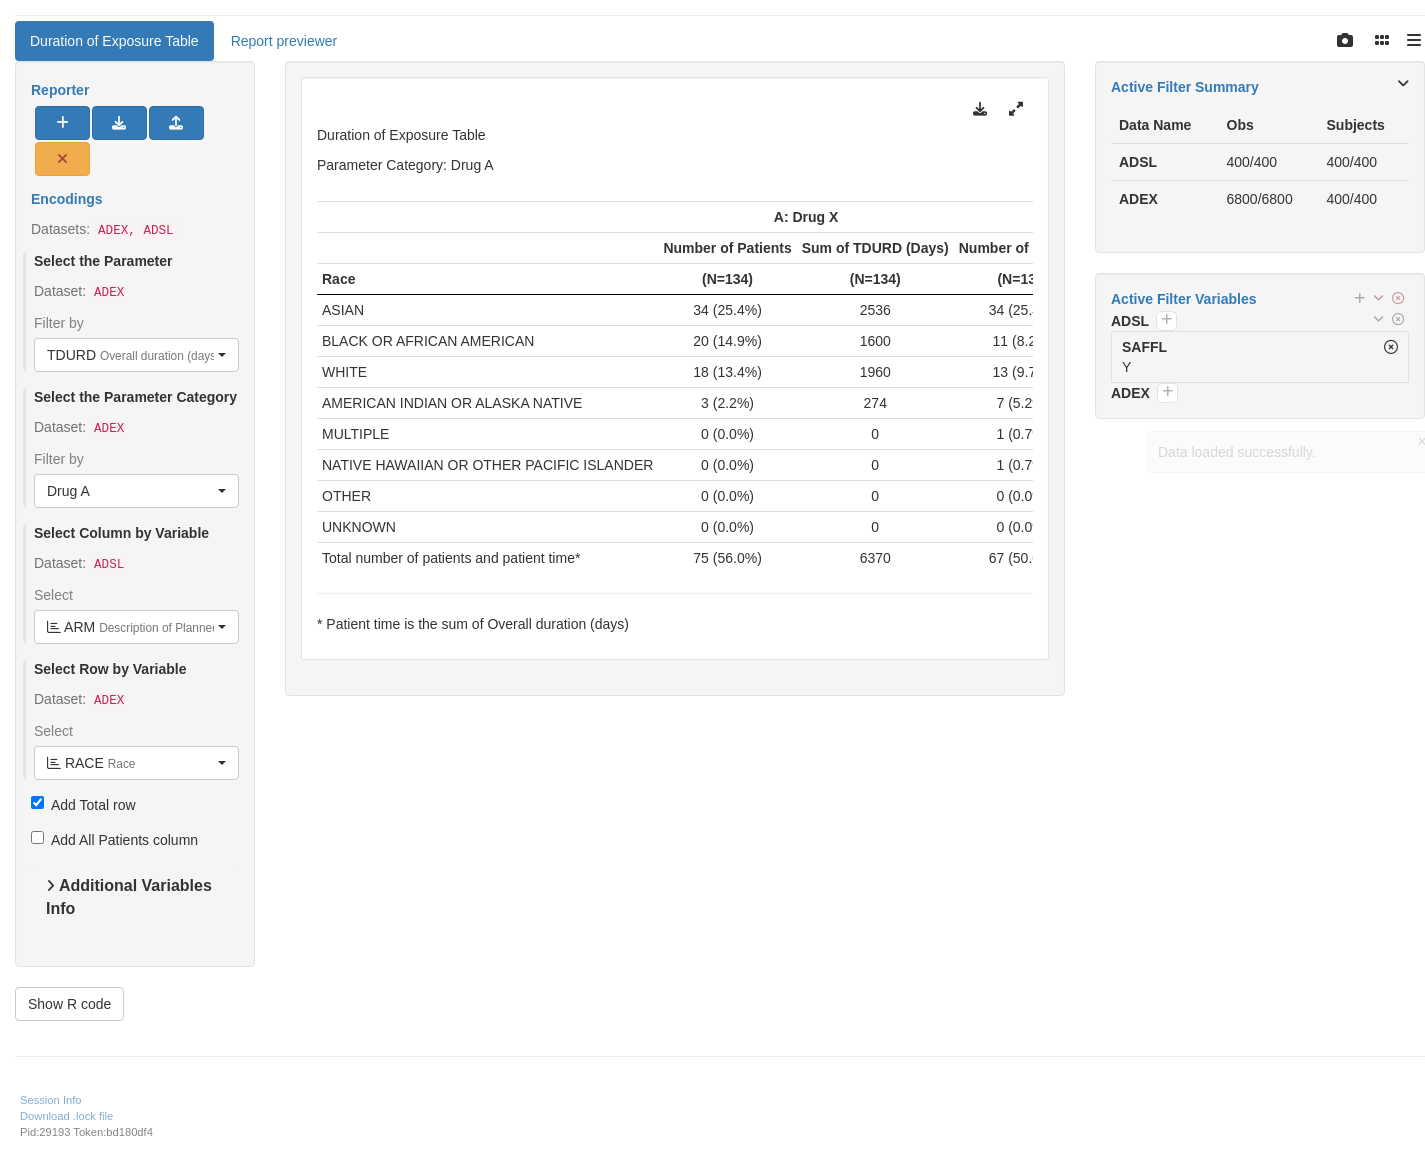 Duration of Exposure Table
Report previewer
Reporter
Encodings
Datasets: ADEX, ADSL
Select the Parameter
Dataset: ADEX
Filter by
TDURD Overall duration (days
Select the Parameter Category
Dataset: ADEX
Filter by
Drug A
Select Column by Variable
Dataset: ADSL
Select
ARM Description of Planne
Select Row by Variable
Dataset: ADEX
Select
RACE Race
Add Total row
Add All Patients column
Additional Variables
Info
Show R code
Duration of Exposure Table
Parameter Category: Drug A
A: Drug X
Number of Patients Sum of TDURD (Days) Number of
Race (N=134) (N=134) (N=13
ASIAN 34 (25.4%) 2536 34 (25.
BLACK OR AFRICAN AMERICAN 20 (14.9%) 1600 11 (8.2
WHITE 18 (13.4%) 1960 13 (9.7
AMERICAN INDIAN OR ALASKA NATIVE 3 (2.2%) 274 7 (5.2
MULTIPLE 0 (0.0%) 0 1 (0.7
NATIVE HAWAIIAN OR OTHER PACIFIC ISLANDER 0 (0.0%) 0 1 (0.7
OTHER 0 (0.0%) 0 0 (0.0
UNKNOWN 0 (0.0%) 0 0 (0.0
Total number of patients and patient time* 75 (56.0%) 6370 67 (50.
* Patient time is the sum of Overall duration (days)
Active Filter Summary
Data Name Obs Subjects
ADSL 400/400 400/400
ADEX 6800/6800 400/400
Active Filter Variables
ADSL
SAFFL
Y
ADEX
Data loaded successfully.
Session Info
Download .lock file
Pid:29193 Token:bd180df4